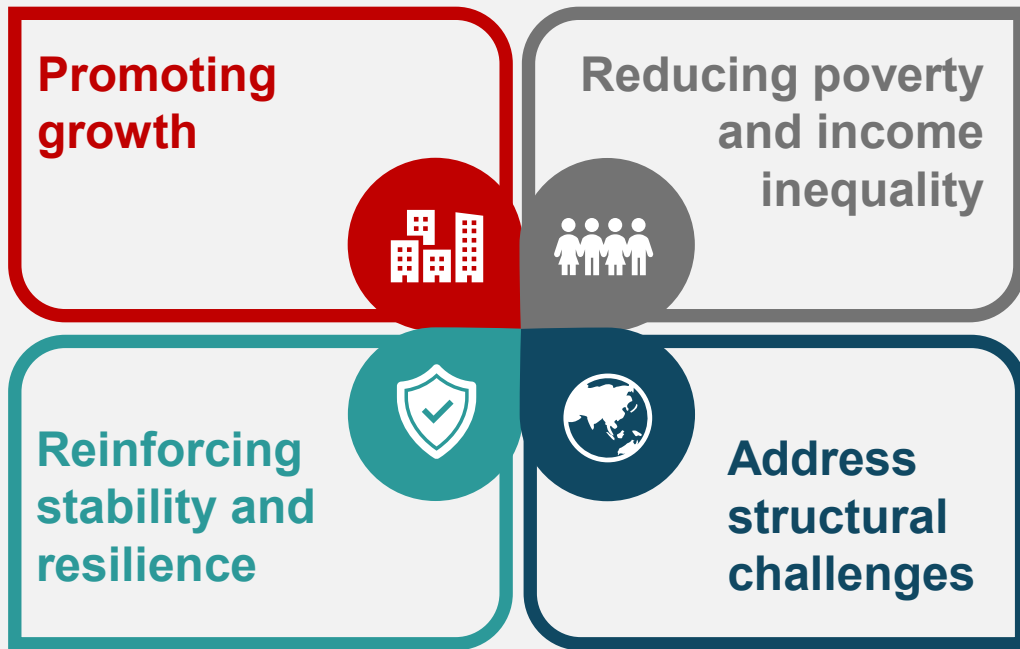 Promoting
growth
Reducing poverty
and income
inequality
Reinforcing
stability and
resilience
Address
structural
challenges